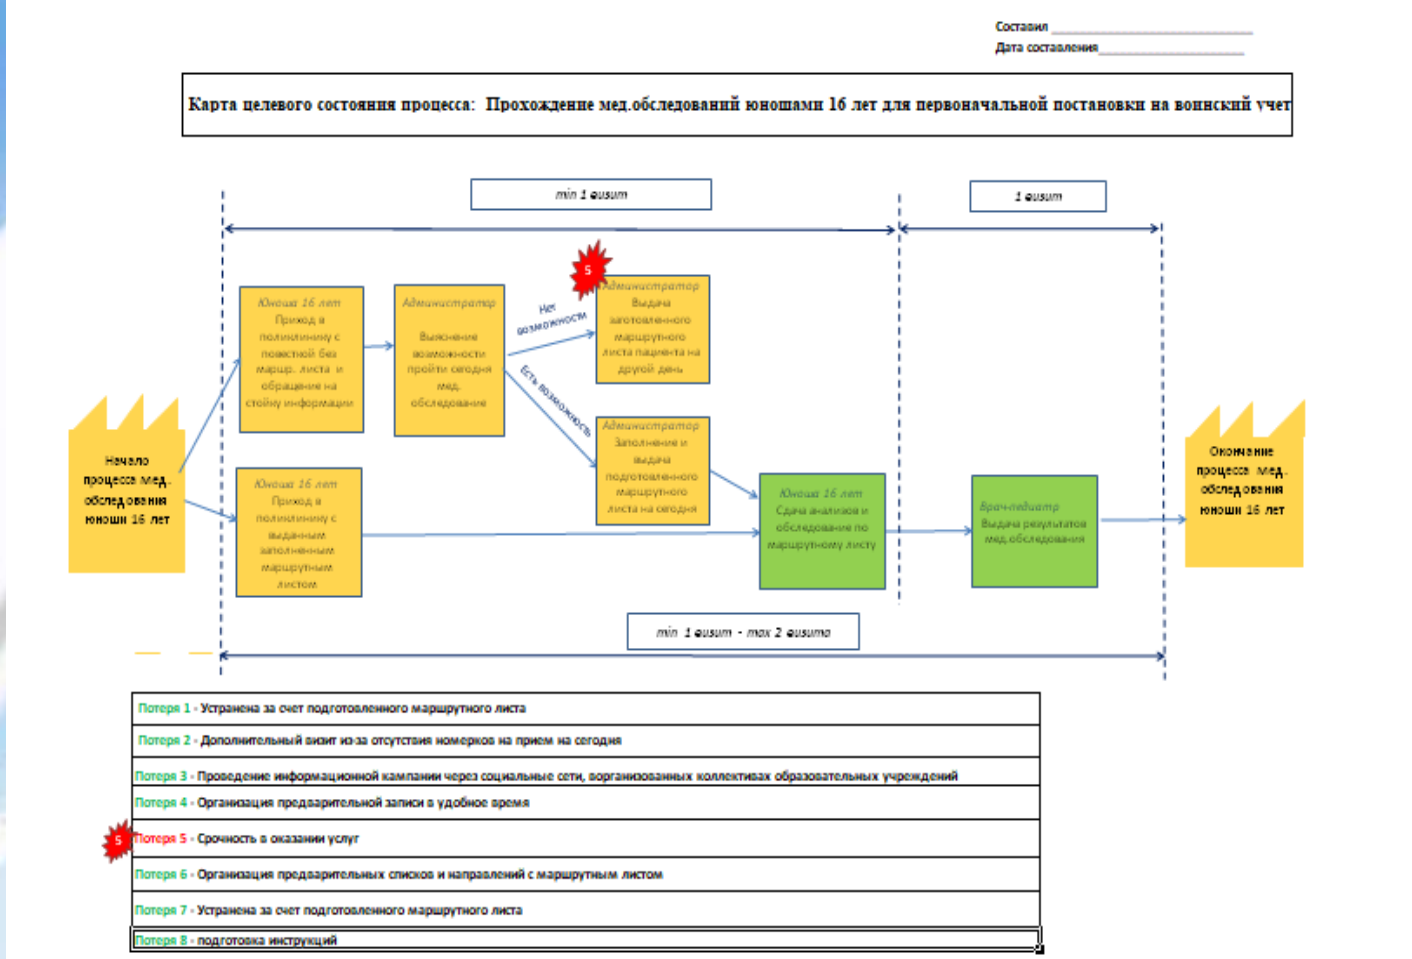 Составил ___________________________
Дата составления____________________
Карта целевого состояния процесса: Прохождение мед.обследований юношами 16 лет для первоначальной постановки на воинский учет
min 1 визит
1 визит
5
Юноша 16 лет
Приход в
поликлинику с
повесткой без
маршр. листа и
обращение на
стойку информации
Администратор
Выяснение
возможности
пройти сегодня
мед.
обследование
Нет
возможности
Есть возможность
Администратор
Выдача
заготовленного
маршрутного
листа пациента на
другой день
Администратор
Заполнение и
выдача
подготовленного
маршрутного
листа на сегодня
Начало
процесса мед.
обследования
юноши 16 лет
Юноша 16 лет
Приход в
поликлинику с
выданным
заполненным
маршрутным
листом
Юноша 16 лет
Сдача анализов и
обследование по
маршрутному листу
Врач-педиатр
Выдача результатов
мед.обследования
Окончание
процесса мед.
обследования
юноши 16 лет
min 1 визит - max 2 визита
Потеря 1 - Устранена за счет подготовленного маршрутного листа
Потеря 2 - Дополнительный визит из-за отсутствия номерков на прием на сегодня
Потеря 3 - Проведение информационной кампании через социальные сети, ворганизованных коллективах образовательных учреждений
Потеря 4 - Организация предварительной записи в удобное время
5
Потеря 5 - Срочность в оказании услуг
Потеря 6 - Организация предварительных списков и направлений с маршрутным листом
Потеря 7 - Устранена за счет подготовленного маршрутного листа
Потеря 8 - подготовка инструкций